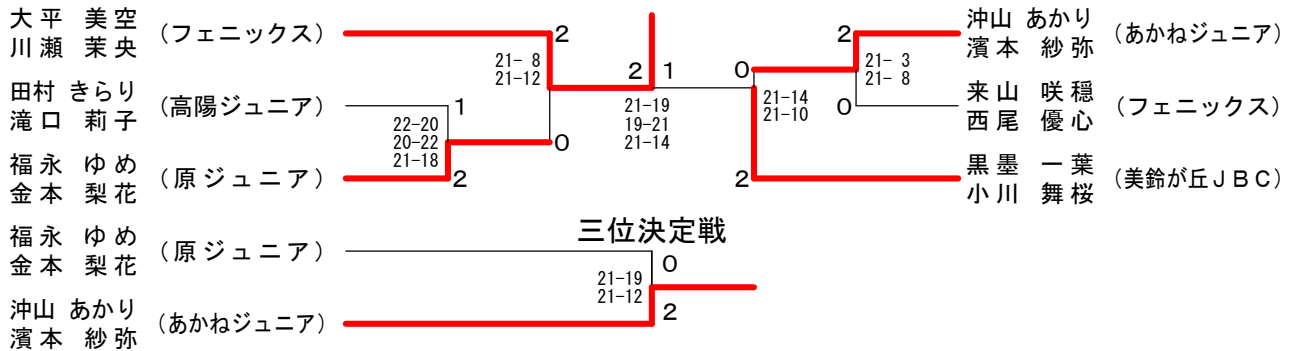 大平 美空
川瀬 茉央
(フェニックス)
2
21- 8
21-12
田村 きらり
滝口 莉子
(高陽ジュニア)
1
22-20
20-22
21-18
0
福永 ゆめ
金本 梨花
(原ジュニア)
2
2 1
21-19
19-21
21-14
沖山 あかり
濱本 紗弥
(あかねジュニア)
2
21- 3
21- 8
0
来山 咲穏
西尾 優心
(フェニックス)
0
21-14
21-10
黒墨 一葉
小川 舞桜
(美鈴が丘JBC)
2
三位決定戦
福永 ゆめ
金本 梨花
(原ジュニア)
0
21-19
21-12
沖山 あかり
濱本 紗弥
(あかねジュニア)
2